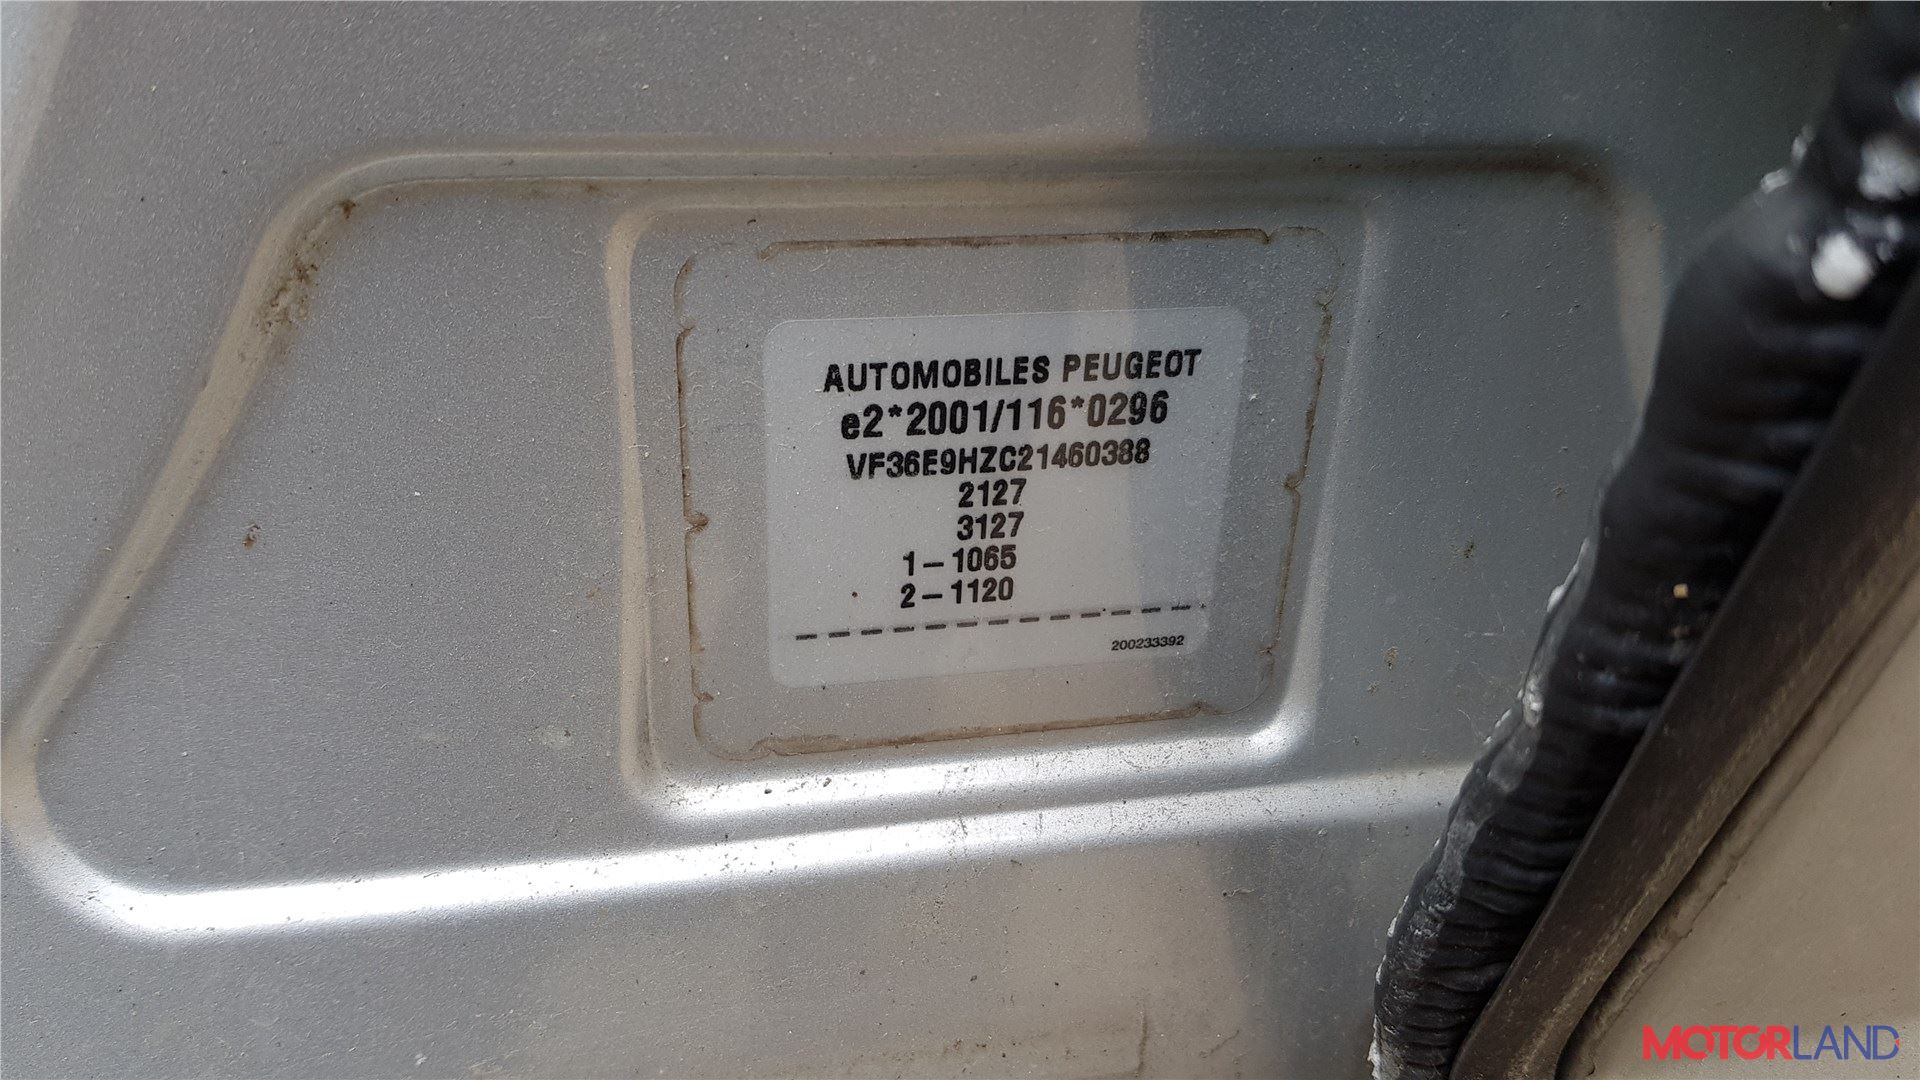 AUTOMOBILES PEUGEOT
e2*2001/116*0296
VF36E9HZC21460388
2127
3127
1-1065
2-1120
200233392
MOTORLAND